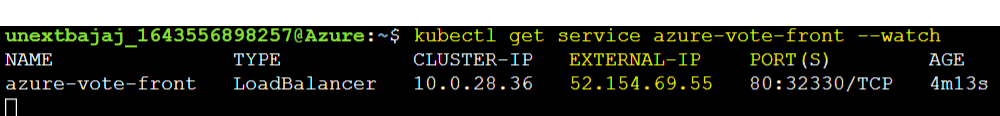 unextbajaj_1643556898257@Azure:~$ kubectl get service azure-vote-front --watch
NAME TYPE CLUSTER-IP EXTERNAL-IP PORT(S) AGE
azure-vote-front LoadBalancer 10.0.28.36 52.154.69.55 80:32330/TCP 4m13s